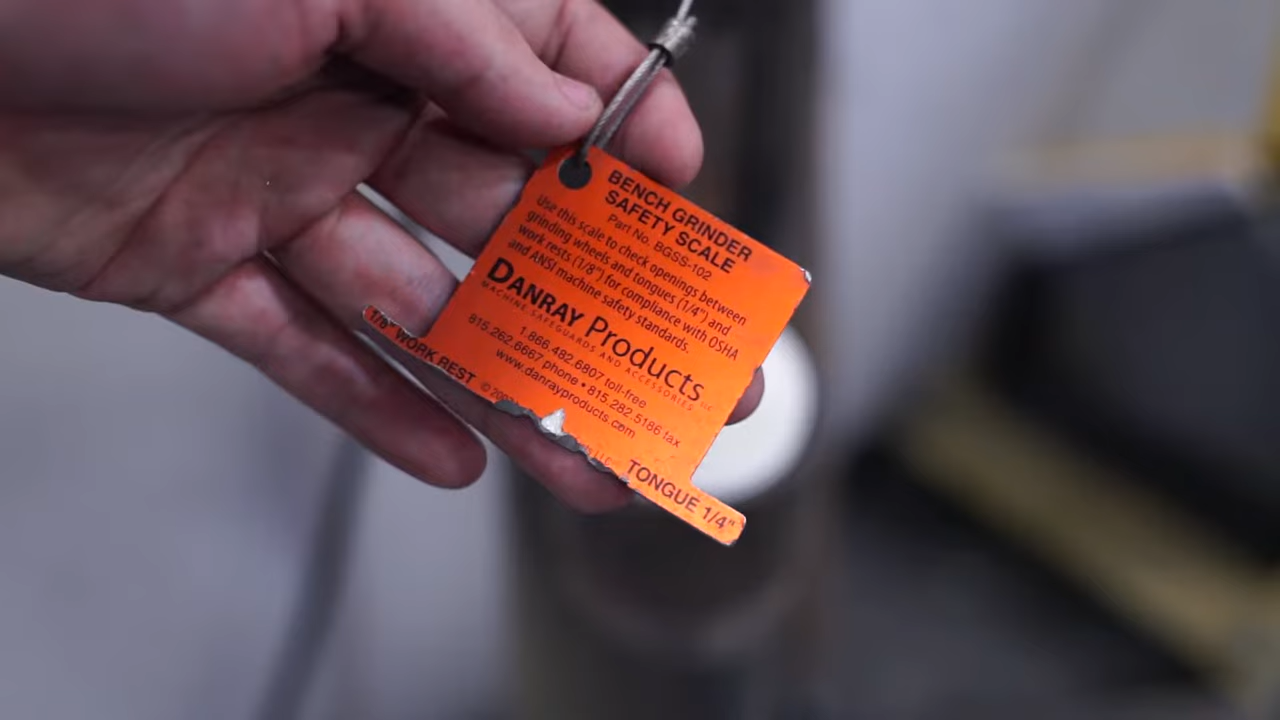 BENCH GRINDER
SAFETY SCALE
Part No. BGSS-102
Use this scale to check openings between
grinding wheels and tongues (1/4") and
work rests (1/8") for compliance with OSHA
and ANSI machine safety standards.
DANRAY Products
MACHINE SAFEGUARDS AND ACCESSORIES
1.866.482.6807 toll-free
815.262.6667 phone • 815.282.5186 fax
www.danrayproducts.com
1/8" WORK REST
TONGUE 1/4"